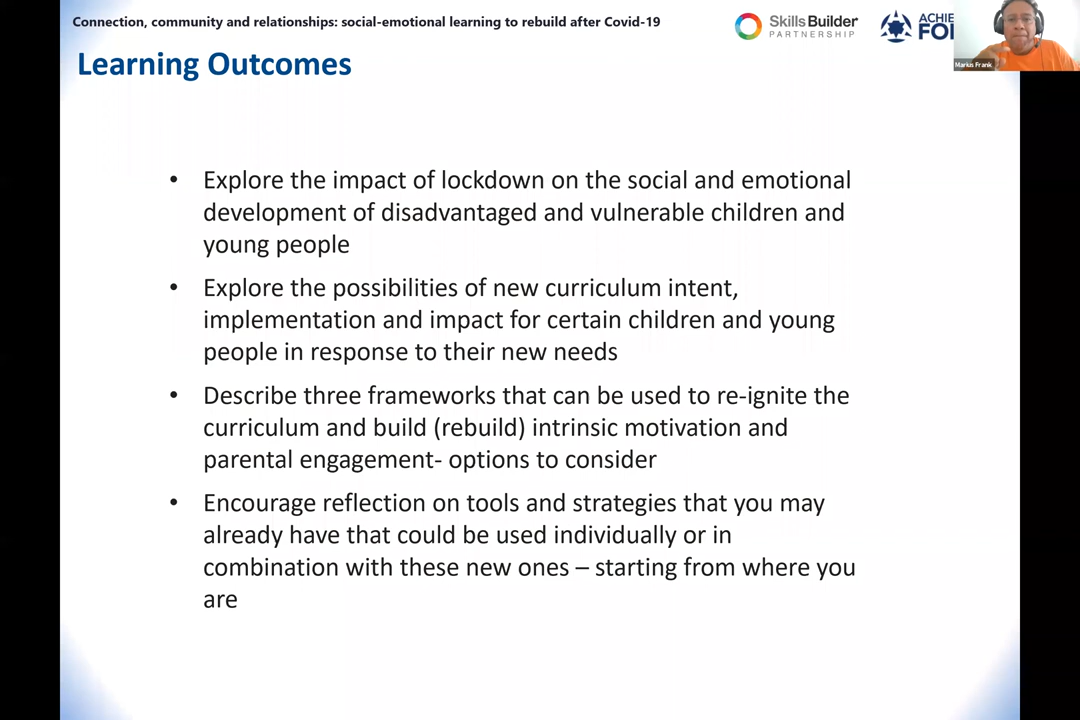 Connection, community and relationships: social-emotional learning to rebuild after Covid-19
SkillsBuilder
PARTNERSHIP
Marius Frank
Learning Outcomes
• Explore the impact of lockdown on the social and emotional
development of disadvantaged and vulnerable children and
young people
• Explore the possibilities of new curriculum intent,
implementation and impact for certain children and young
people in response to their new needs
• Describe three frameworks that can be used to re-ignite the
curriculum and build (rebuild) intrinsic motivation and
parental engagement- options to consider
• Encourage reflection on tools and strategies that you may
already have that could be used individually or in
combination with these new ones – starting from where you
are